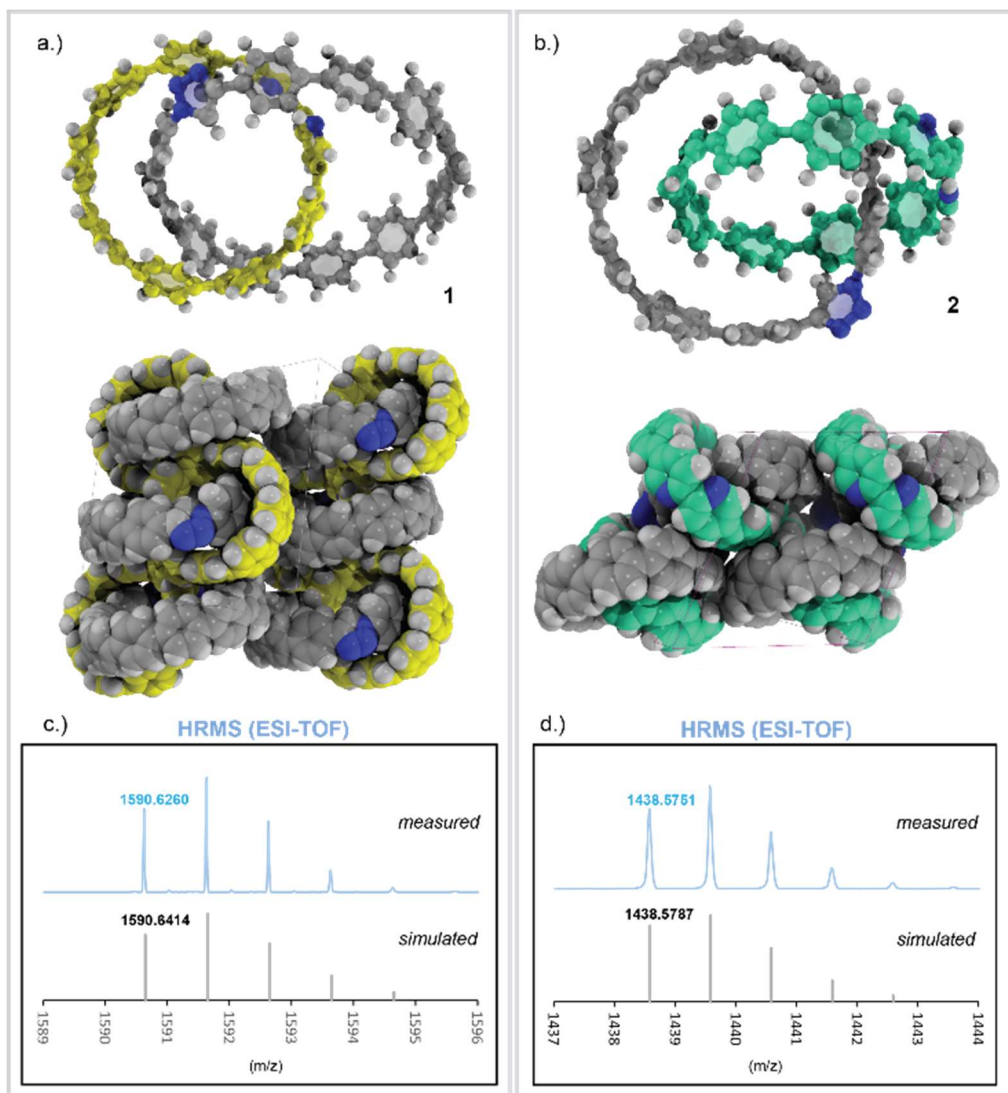 a.)
1
b.)
2
c.)
HRMS (ESI-TOF)
1590.6260
measured
1590.6414
simulated
1589
1590
1591
1592
1593
1594
1595
1596
(m/z)
d.)
HRMS (ESI-TOF)
1438.5751
measured
1438.5787
simulated
1437
1438
1439
1440
1441
1442
1443
1444
(m/z)